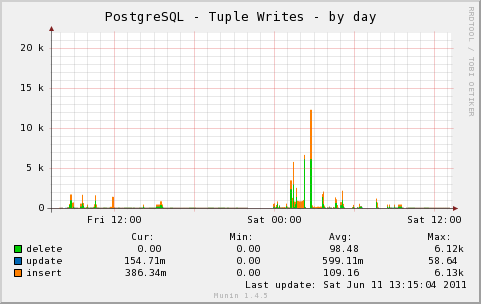 PostgreSQL - Tuple Writes - by day
RRDTOOL / TOBI OETIKER
20 k
15 k
10 k
5 k
0
Fri 12:00 Sat 00:00 Sat 12:00
Cur: Min: Avg: Max:
delete 0.00 0.00 98.48 6.12k
update 154.71m 0.00 599.11m 58.64
insert 386.34m 0.00 109.16 6.13k
Last update: Sat Jun 11 13:15:04 2011
Munin 1.4.5